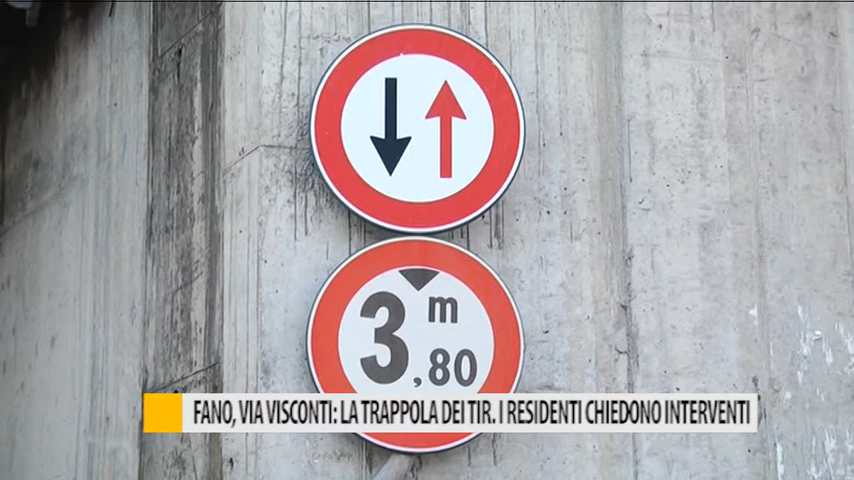 3 m
,80
FANO, VIA VISCONTI: LA TRAPPOLA DEI TIR. I RESIDENTI CHIEDONO INTERVENTI